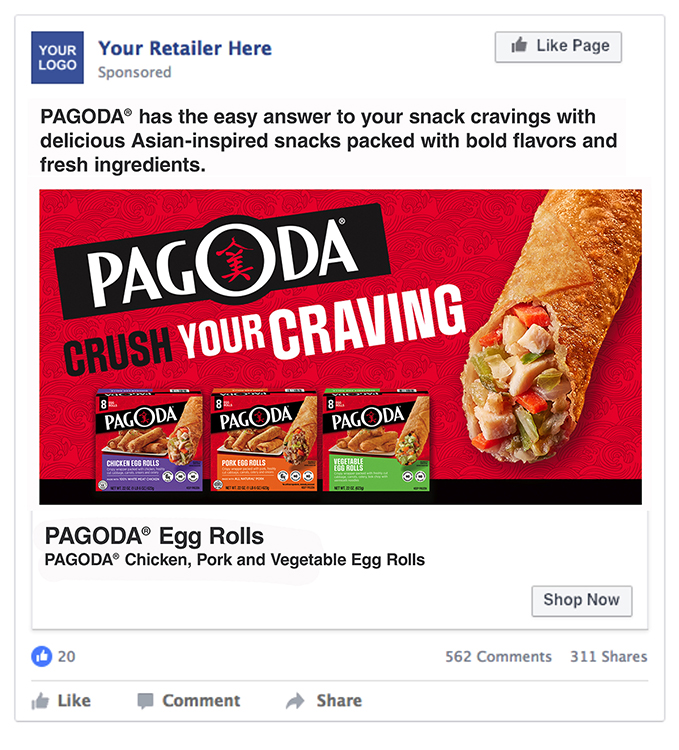 YOUR
LOGO
Your Retailer Here
Sponsored
Like Page
PAGODA® has the easy answer to your snack cravings with
delicious Asian-inspired snacks packed with bold flavors and
fresh ingredients.
PAGODA®
CRUSH YOUR CRAVING
8
PAGODA
CHICKEN EGG ROLLS
8
PAGODA
PORK EGG ROLLS
8
PAGODA
VEGETABLE
EGG ROLLS
PAGODA® Egg Rolls
PAGODA® Chicken, Pork and Vegetable Egg Rolls
Shop Now
20
562 Comments 311 Shares
Like Comment Share